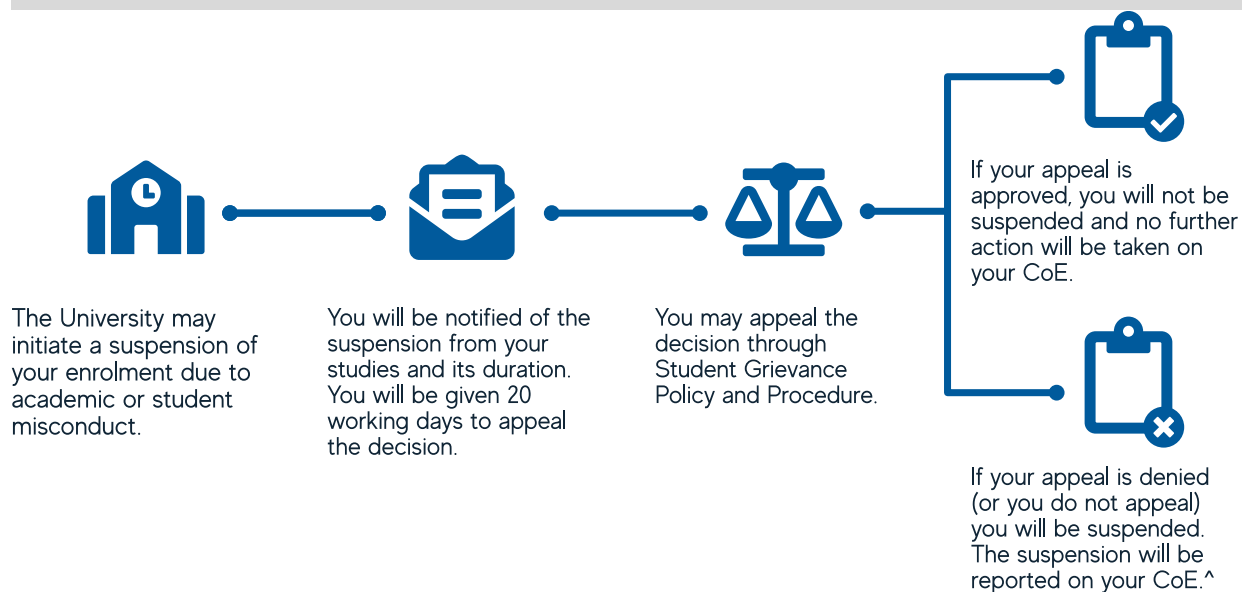 The University may
initiate a suspension of
your enrolment due to
academic or student
misconduct.
You will be notified of the
suspension from your
studies and its duration.
You will be given 20
working days to appeal
the decision.
You may appeal the
decision through
Student Grievance
Policy and Procedure.
If your appeal is
approved, you will not be
suspended and no further
action will be taken on
your CoE.
If your appeal is denied
(or you do not appeal)
you will be suspended.
The suspension will be
reported on your CoE.^